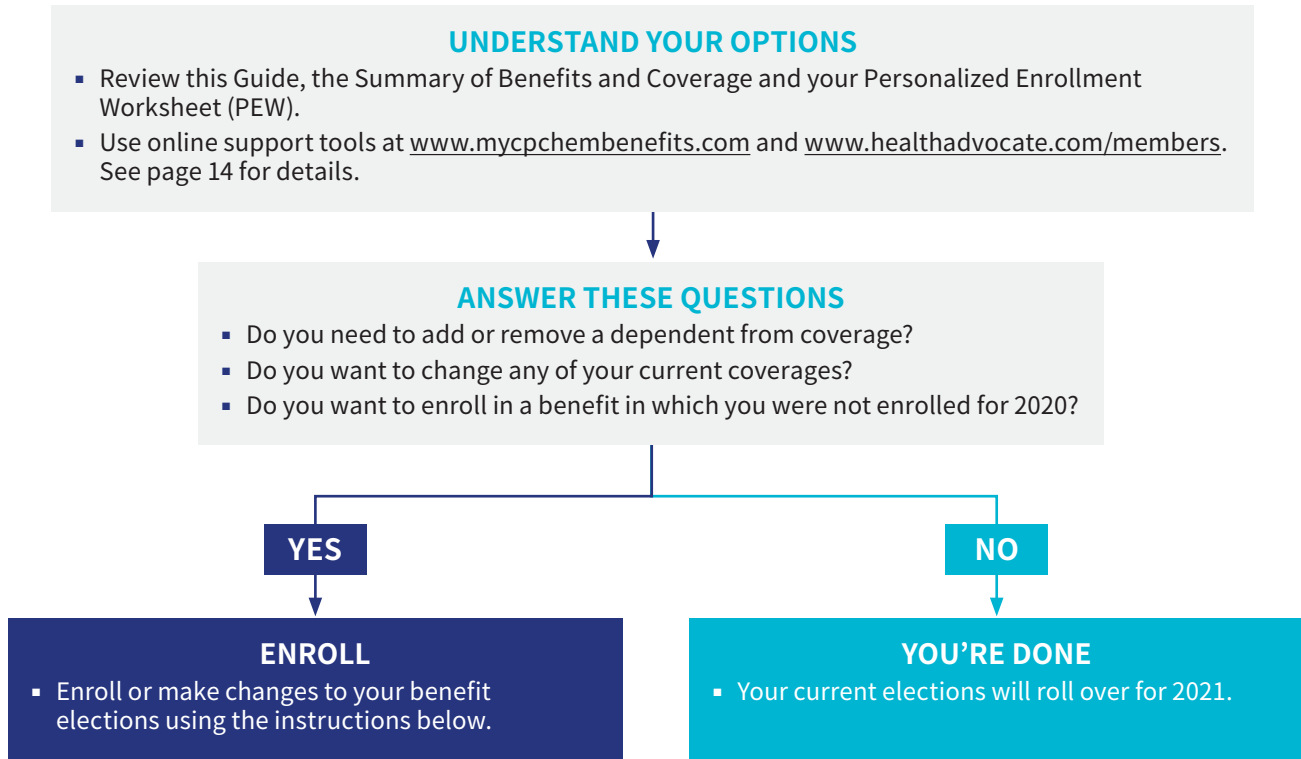 UNDERSTAND YOUR OPTIONS
▪ Review this Guide, the Summary of Benefits and Coverage and your Personalized Enrollment
Worksheet (PEW).
▪ Use online support tools at www.mycpchembenefits.com and www.healthadvocate.com/members.
See page 14 for details.
ANSWER THESE QUESTIONS
▪ Do you need to add or remove a dependent from coverage?
▪ Do you want to change any of your current coverages?
▪ Do you want to enroll in a benefit in which you were not enrolled for 2020?
YES
NO
ENROLL
▪ Enroll or make changes to your benefit
elections using the instructions below.
YOU’RE DONE
▪ Your current elections will roll over for 2021.